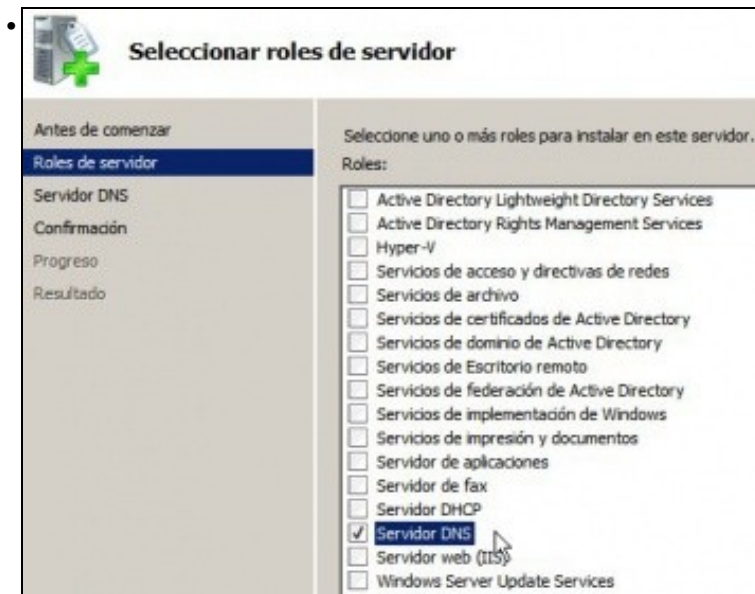 Seleccionar roles de servidor
Antes de comenzar
Roles de servidor
Servidor DNS
Confirmación
Progreso
Resultado
Seleccione uno o más roles para instalar en este servidor.
Roles:
Active Directory Lightweight Directory Services
Active Directory Rights Management Services
Hyper-V
Servicios de acceso y directivas de redes
Servicios de archivo
Servicios de certificados de Active Directory
Servicios de dominio de Active Directory
Servicios de Escritorio remoto
Servicios de federación de Active Directory
Servicios de implementación de Windows
Servicios de impresión y documentos
Servidor de aplicaciones
Servidor de fax
Servidor DHCP
Servidor DNS
Servidor web (IIS)
Windows Server Update Services